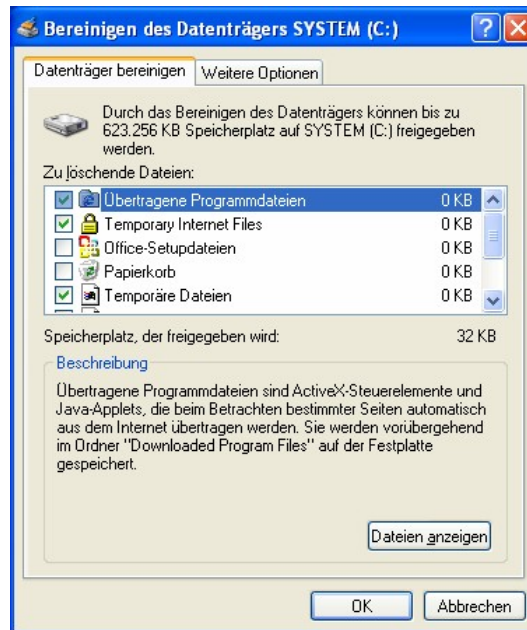 Bereinigen des Datenträgers SYSTEM (C:)
Datenträger bereinigen
Weitere Optionen
Durch das Bereinigen des Datenträgers können bis zu
623.256 KB Speicherplatz auf SYSTEM (C:) freigegeben
werden.
Zu löschende Dateien:
Übertragene Programmdateien 0 KB
Temporary Internet Files 0 KB
Office-Setupdateien 0 KB
Papierkorb 0 KB
Temporäre Dateien 0 KB
Speicherplatz, der freigegeben wird: 32 KB
Beschreibung
Übertragene Programmdateien sind ActiveX-Steuerelemente und
Java-Applets, die beim Betrachten bestimmter Seiten automatisch
aus dem Internet übertragen werden. Sie werden vorübergehend
im Ordner "Downloaded Program Files" auf der Festplatte
gespeichert.
Dateien anzeigen
OK
Abbrechen